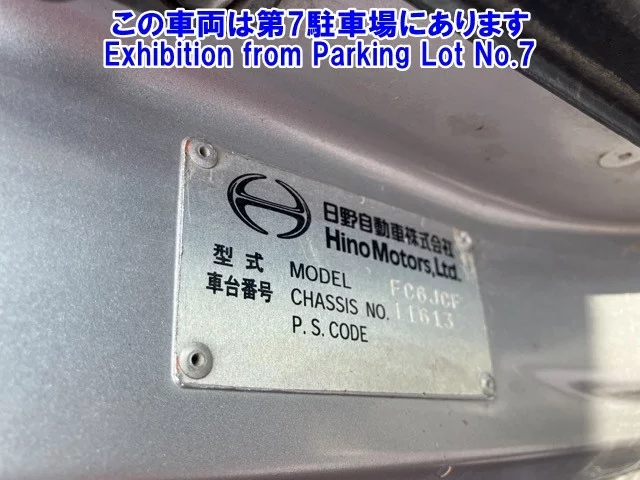 この車両は第7駐車場にあります
Exhibition from Parking Lot No.7
日野自動車株式会社
Hino Motors, Ltd.
型式 MODEL FC6JCF
車台番号 CHASSIS NO. 11613
P.S.CODE